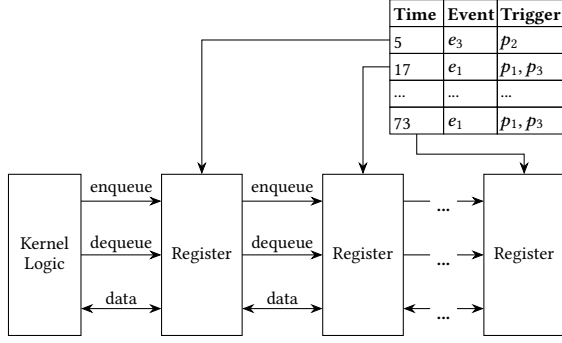 Time Event Trigger
5 e₃ p₂
17 e₁ p₁, p₃
... ... ...
73 e₁ p₁, p₃
enqueue enqueue ...
Kernel
Logic
dequeue Register dequeue Register ... Register
data data ...